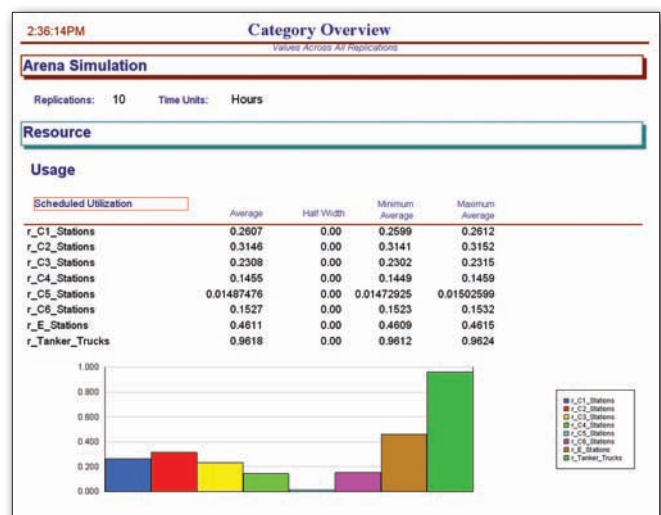 2:36:14PM Category Overview
Values Across All Replications
Arena Simulation
Replications: 10 Time Units: Hours
Resource
Usage
Scheduled Utilization Average Half Width Minimum Average Maximum Average
r_C1_Stations 0.2607 0.00 0.2599 0.2612
r_C2_Stations 0.3146 0.00 0.3141 0.3152
r_C3_Stations 0.2308 0.00 0.2302 0.2315
r_C4_Stations 0.1455 0.00 0.1449 0.1459
r_C5_Stations 0.01487476 0.00 0.01472925 0.01502599
r_C6_Stations 0.1527 0.00 0.1523 0.1532
r_E_Stations 0.4611 0.00 0.4609 0.4615
r_Tanker_Trucks 0.9618 0.00 0.9612 0.9624
1.000
0.800
0.600
0.400
0.200
0.000
r_C1_Stations
r_C2_Stations
r_C3_Stations
r_C4_Stations
r_C5_Stations
r_C6_Stations
r_E_Stations
r_Tanker_Trucks